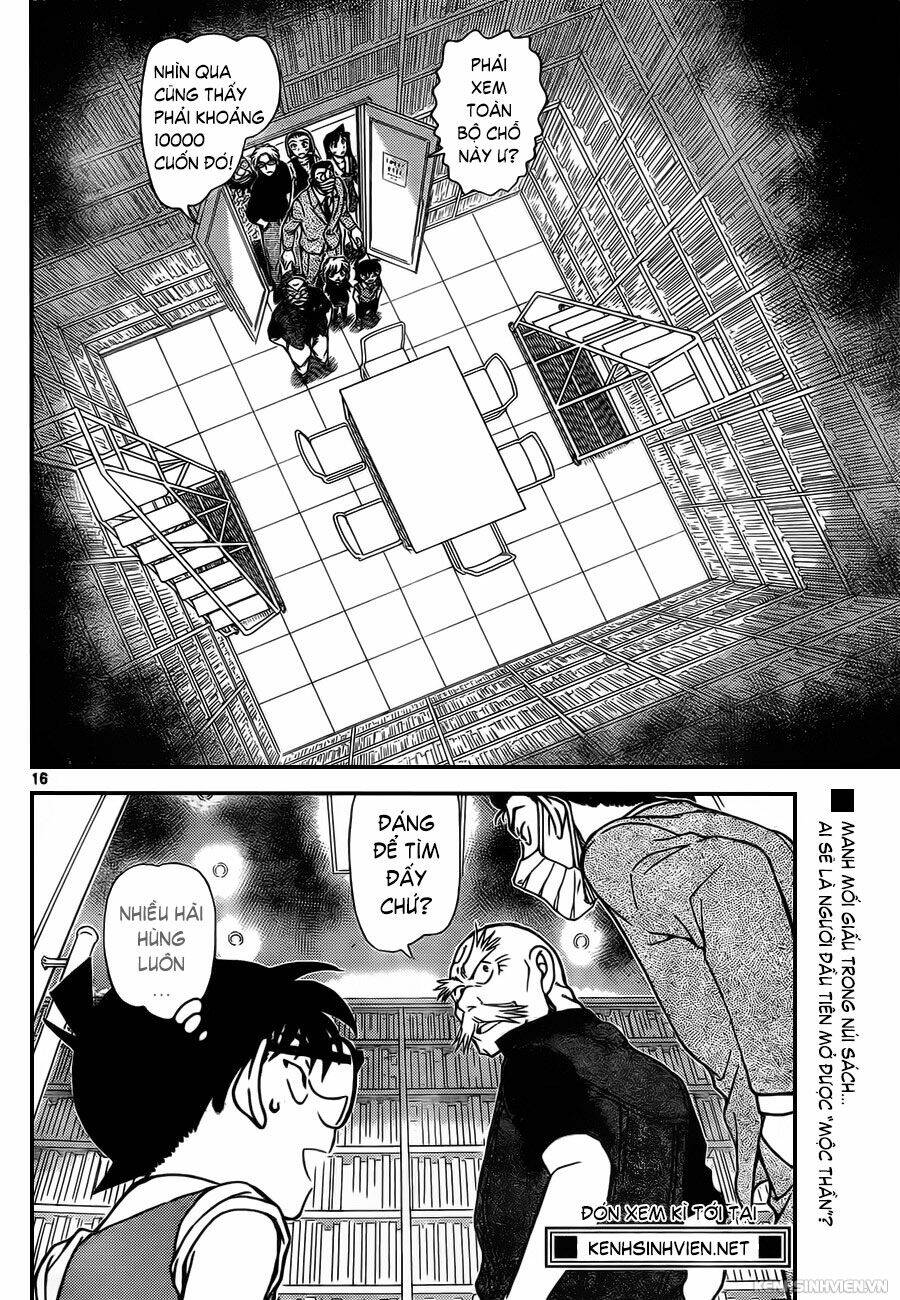 NHÌN QUA
CŨNG THẤY
PHẢI KHOẢNG
10000
CUỐN ĐÓ!
PHẢI
XEM
TOÀN
BỘ CHỖ
NÀY Ư?
16
ĐÁNG
ĐỂ TÌM
ĐẤY
CHỨ?
NHIỀU HÃI
HÙNG
LUÔN
...
MANH MỐI GIẤU TRONG NÚI SÁCH...
AI SẼ LÀ NGƯỜI ĐẦU TIÊN MỞ ĐƯỢC "MỘC THẦN"?
ĐÓN XEM KÌ TỚI TẠI
KENHSINHVIEN.NET
KENHSINHVIEN.VN